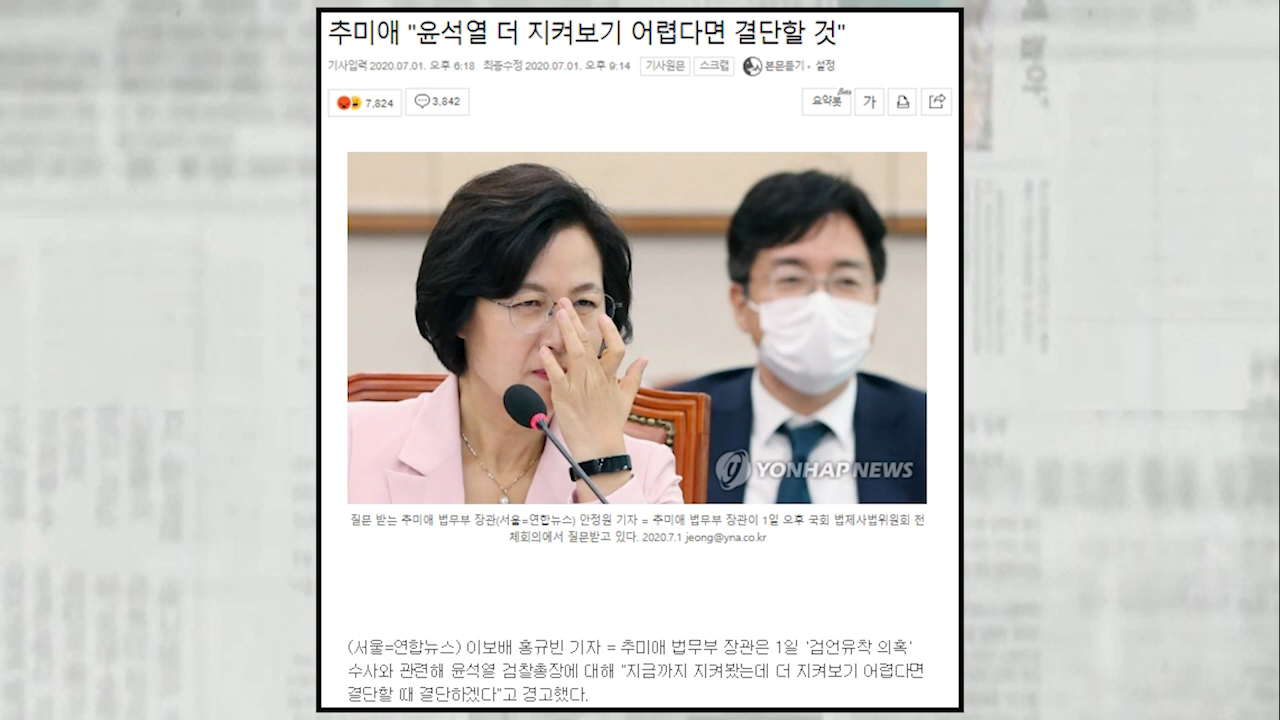 추미애 "윤석열 더 지켜보기 어렵다면 결단할 것"
기사입력 2020.07.01. 오후 6:18 최종수정 2020.07.01. 오후 9:14 기사원문 스크랩 본문듣기 · 설정
7,824 3,842 요약봇 Beta 가
YONHAPNEWS
질문 받는 추미애 법무부 장관(서울=연합뉴스) 안정원 기자 = 추미애 법무부 장관이 1일 오후 국회 법제사법위원회 전
체회의에서 질문받고 있다. 2020.7.1 jeong@yna.co.kr
(서울=연합뉴스) 이보배 홍규빈 기자 = 추미애 법무부 장관은 1일 '검언유착 의혹'
수사와 관련해 윤석열 검찰총장에 대해 "지금까지 지켜봤는데 더 지켜보기 어렵다면
결단할 때 결단하겠다"고 경고했다.